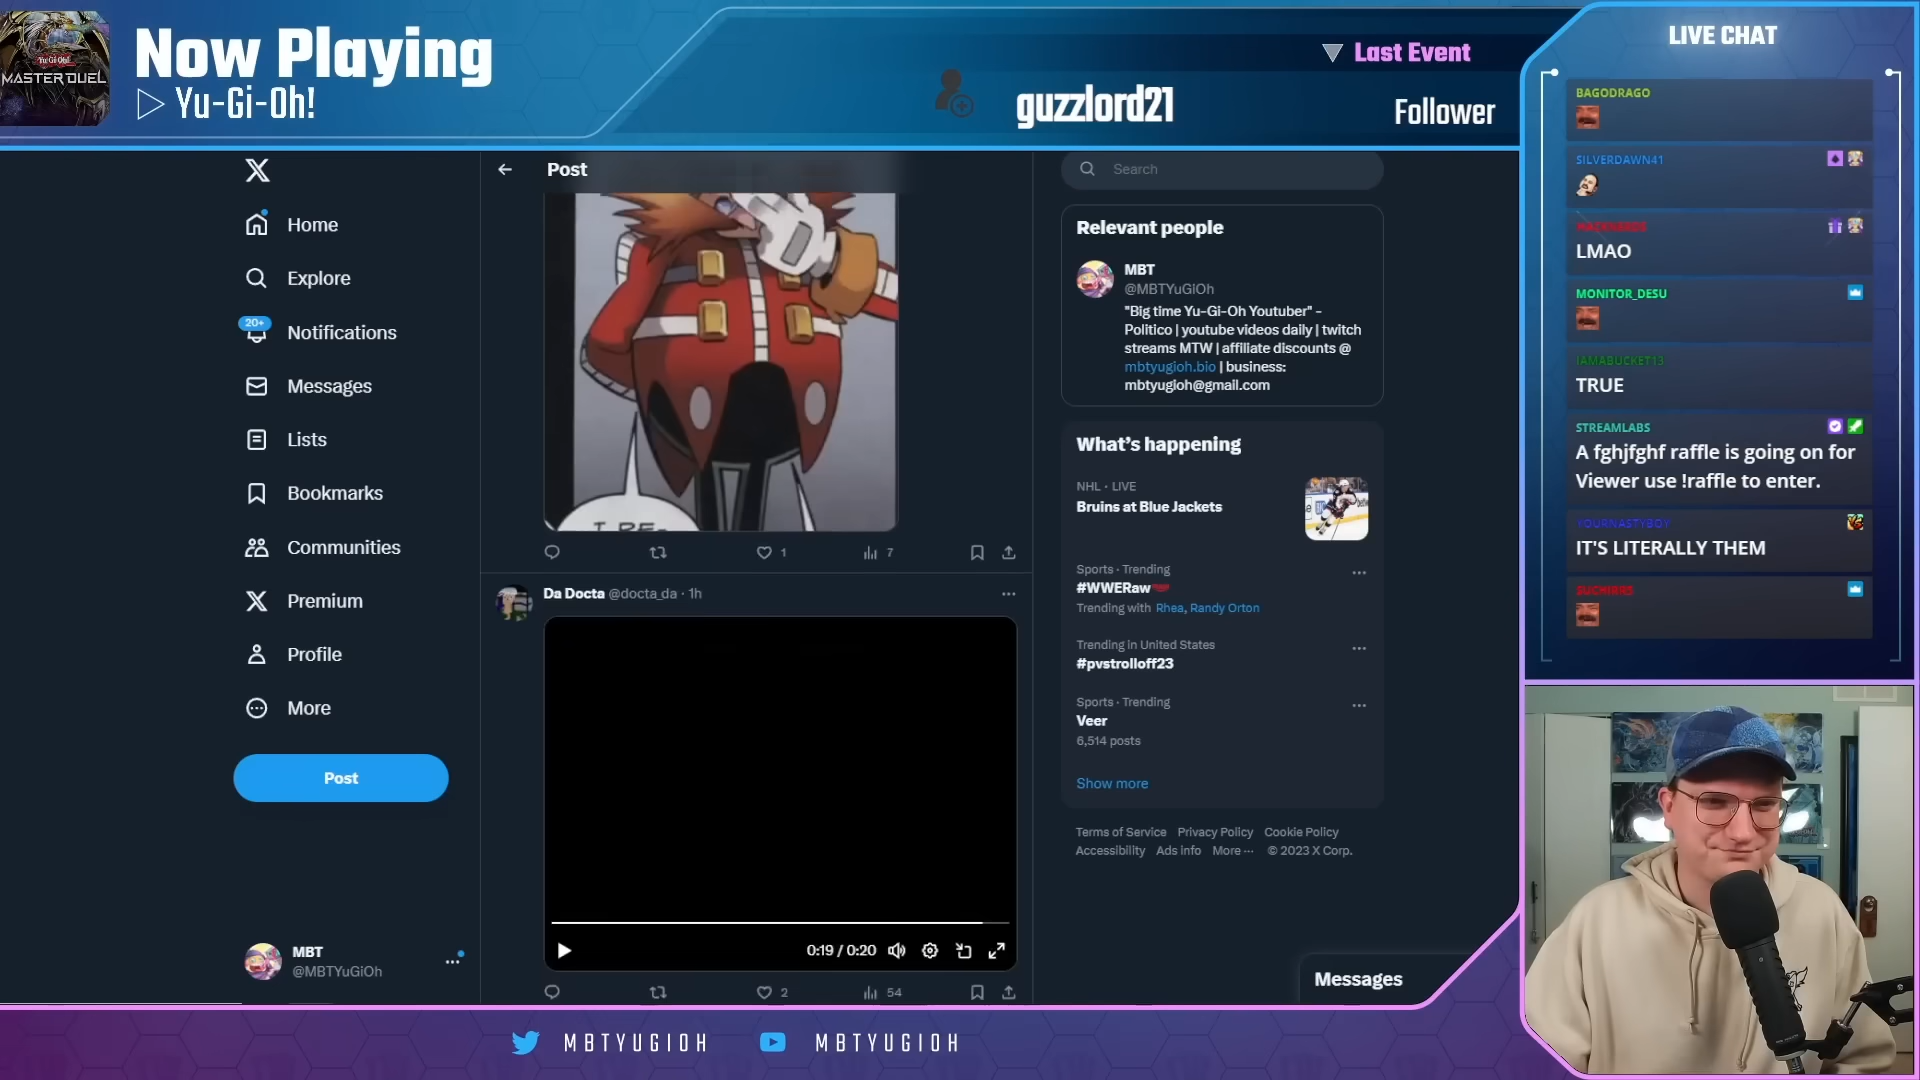 Now Playing
Yu-Gi-Oh!
Yu-Gi-Oh!
MASTER DUEL
Last Event
guzzlord21
Follower
LIVE CHAT
BAGODRAGO
SILVERDAWN41
LMAO
MONITOR_DESU
IAMABUCKET13
TRUE
STREAMLABS
A fghjfghf raffle is going on for
Viewer use !raffle to enter.
YOURNASTYBOY
IT'S LITERALLY THEM
Home
Explore
20+
Notifications
Messages
Lists
Bookmarks
Communities
Premium
Profile
More
Post
MBT
@MBTYuGiOh
Post
I RE-
1
7
Da Docta @docta_da · 1h
0:19 / 0:20
2
54
Search
Relevant people
MBT
@MBTYuGiOh
"Big time Yu-Gi-Oh Youtuber" -
Politico | youtube videos daily | twitch
streams MTW | affiliate discounts @
mbtyugioh.bio | business:
mbtyugioh@gmail.com
What's happening
NHL · LIVE
Bruins at Blue Jackets
Sports · Trending
#WWERaw
Trending with Rhea, Randy Orton
Trending in United States
#pvstrolloff23
Sports · Trending
Veer
6,514 posts
Show more
Terms of Service Privacy Policy Cookie Policy
Accessibility Ads info More ··· © 2023 X Corp.
Messages
MBTYUGIOH
MBTYUGIOH